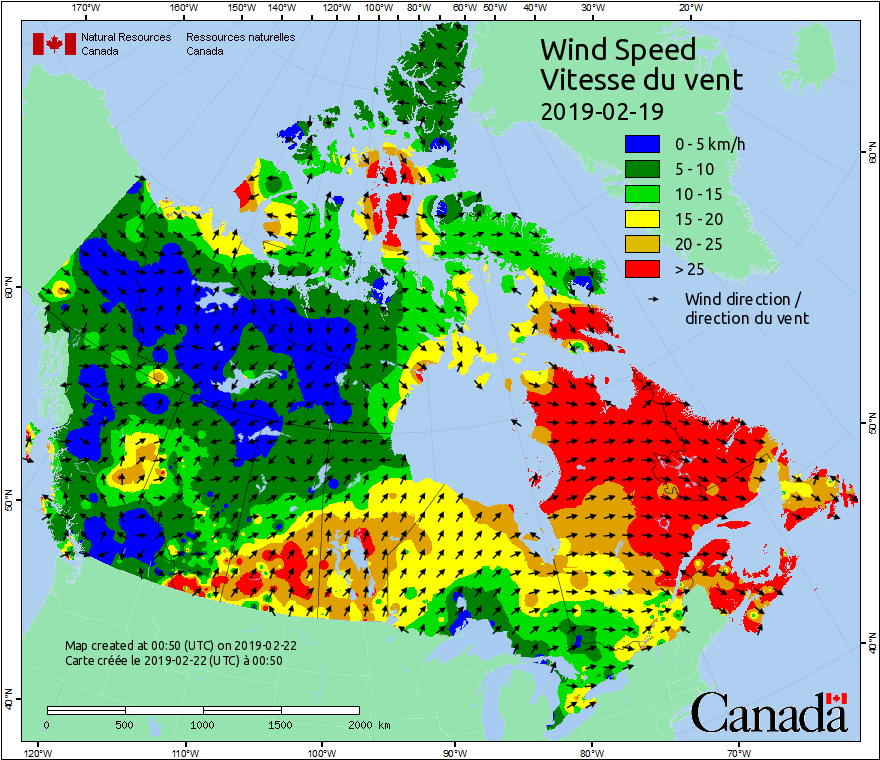 170°W 160°W 150°W 140°W 130°W 120°W 110°W 100°W 90°W 80°W 70°W 60°W 50°W 40°W 30°W 20°W
Natural Resources Ressources naturelles
Canada Canada
Wind Speed
Vitesse du vent
2019-02-19
0 - 5 km/h
5 - 10
10 - 15
15 - 20
20 - 25
> 25
Wind direction /
direction du vent
60°N
60°N
50°N
50°N
40°N
40°N
Map created at 00:50 (UTC) on 2019-02-22
Carte créée le 2019-02-22 (UTC) à 00:50
0 500 1000 1500 2000 km
Canada
120°W 110°W 100°W 90°W 80°W 70°W